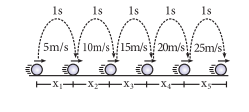 1s 1s 1s 1s 1s
5m/s 10m/s 15m/s 20m/s 25m/s
x₁ x₂ x₃ x₄ x₅